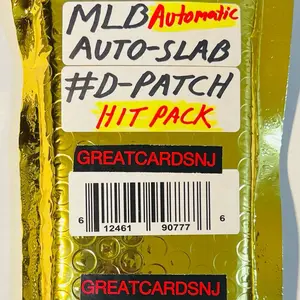 MLB Automatic
AUTO-SLAB
#D-PATCH
HIT PACK
GREATCARDSNJ
6 12461 90777 6
GREATCARDSNJ